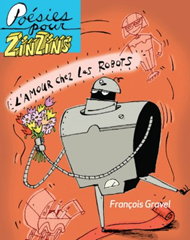 Poésies pour
ZINZINS
L'AMOUR chez Les ROBOTS
François Gravel